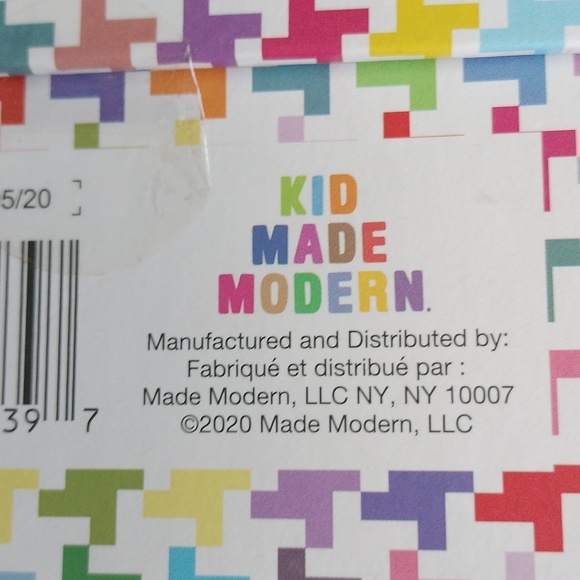 5/20
KID
MADE
MODERN.
Manufactured and Distributed by:
Fabriqué et distribué par :
Made Modern, LLC NY, NY 10007
©2020 Made Modern, LLC
39 7